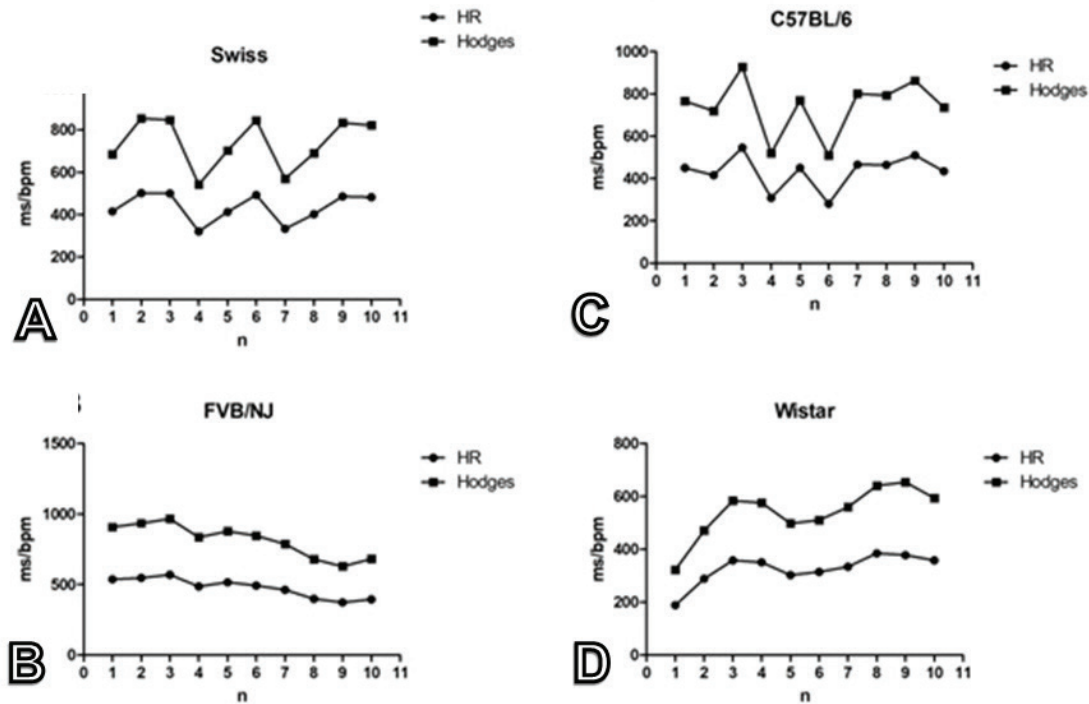 Swiss
HR
Hodges
ms/bpm
800
600
400
200
0
0 1 2 3 4 5 6 7 8 9 10 11
n
A
C57BL/6
HR
Hodges
ms/bpm
1000
800
600
400
200
0
0 1 2 3 4 5 6 7 8 9 10 11
n
C
FVB/NJ
HR
Hodges
ms/bpm
1500
1000
500
0
0 1 2 3 4 5 6 7 8 9 10 11
n
B
Wistar
HR
Hodges
ms/bpm
800
600
400
200
0
0 1 2 3 4 5 6 7 8 9 10 11
n
D